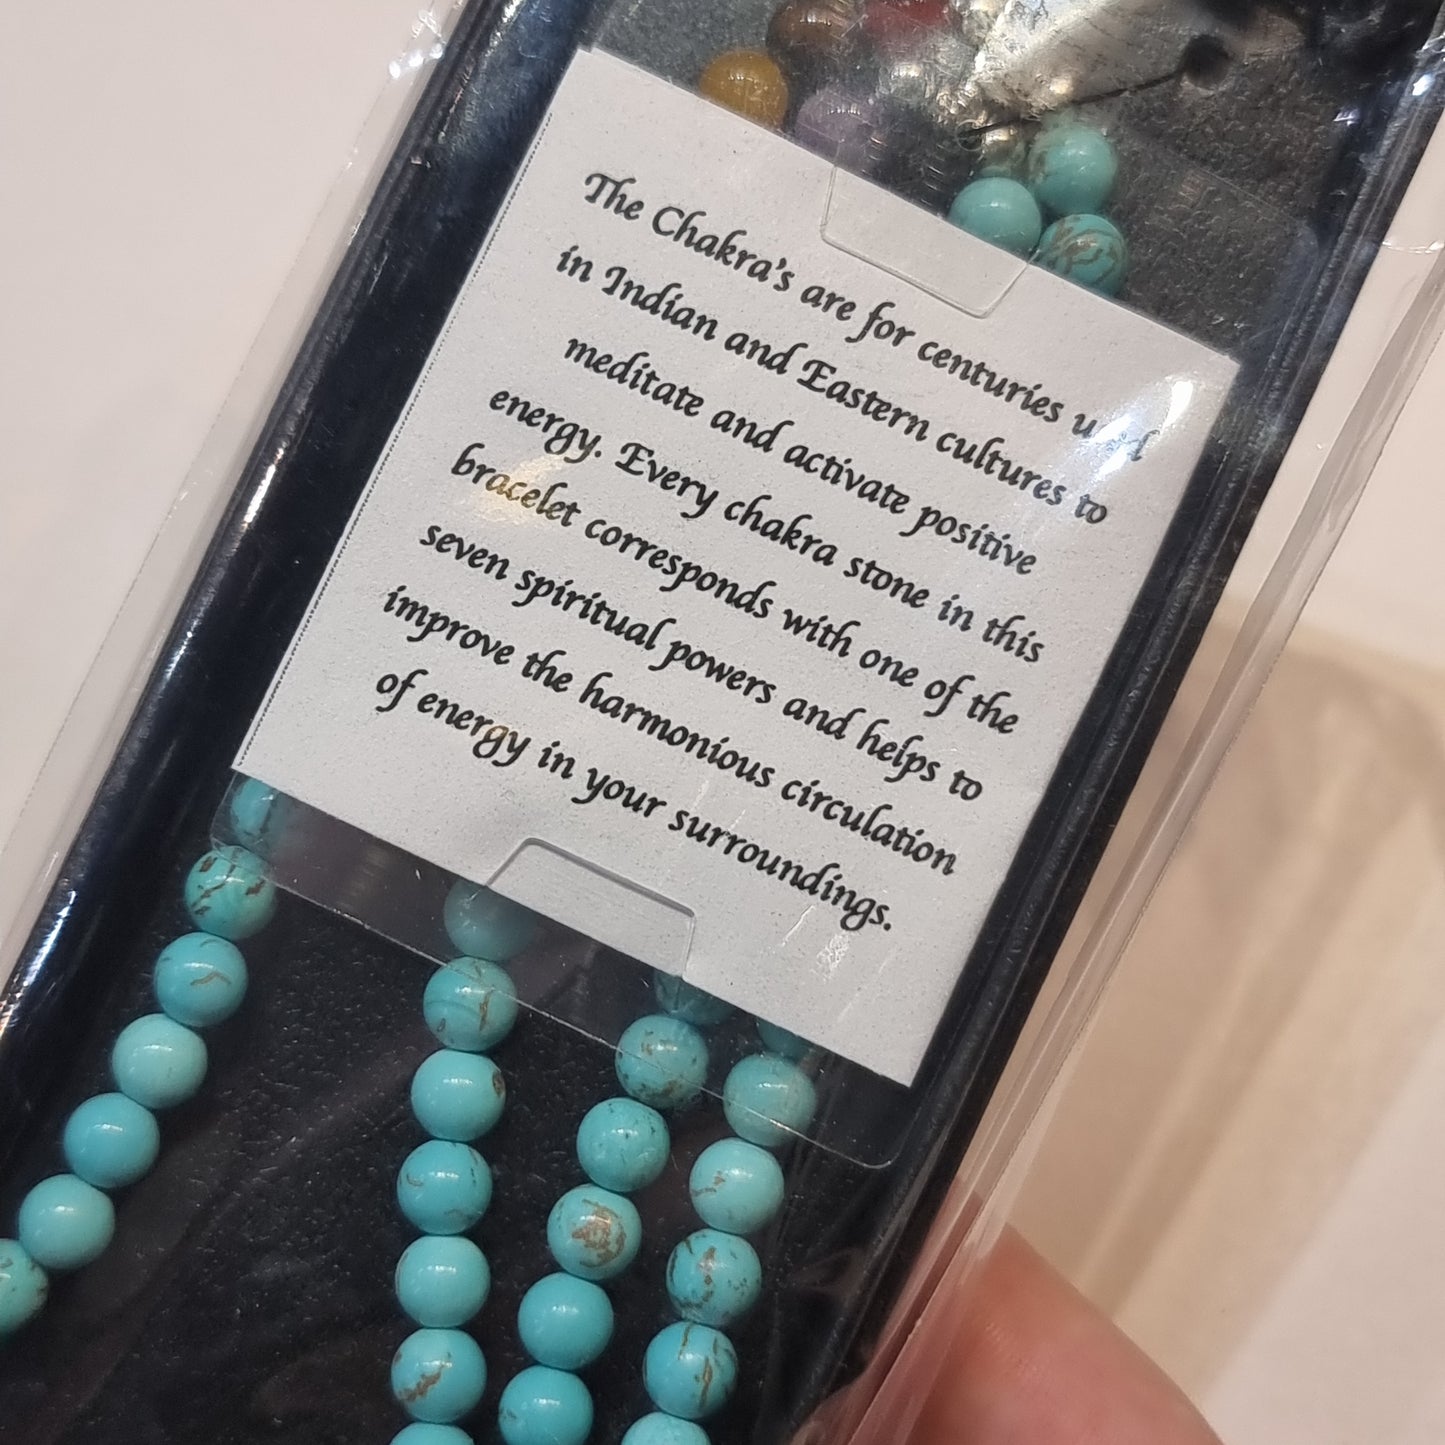 The Chakra's are for centuries used
in Indian and Eastern cultures to
meditate and activate positive
energy. Every chakra stone in this
bracelet corresponds with one of the
seven spiritual powers and helps to
improve the harmonious circulation
of energy in your surroundings.